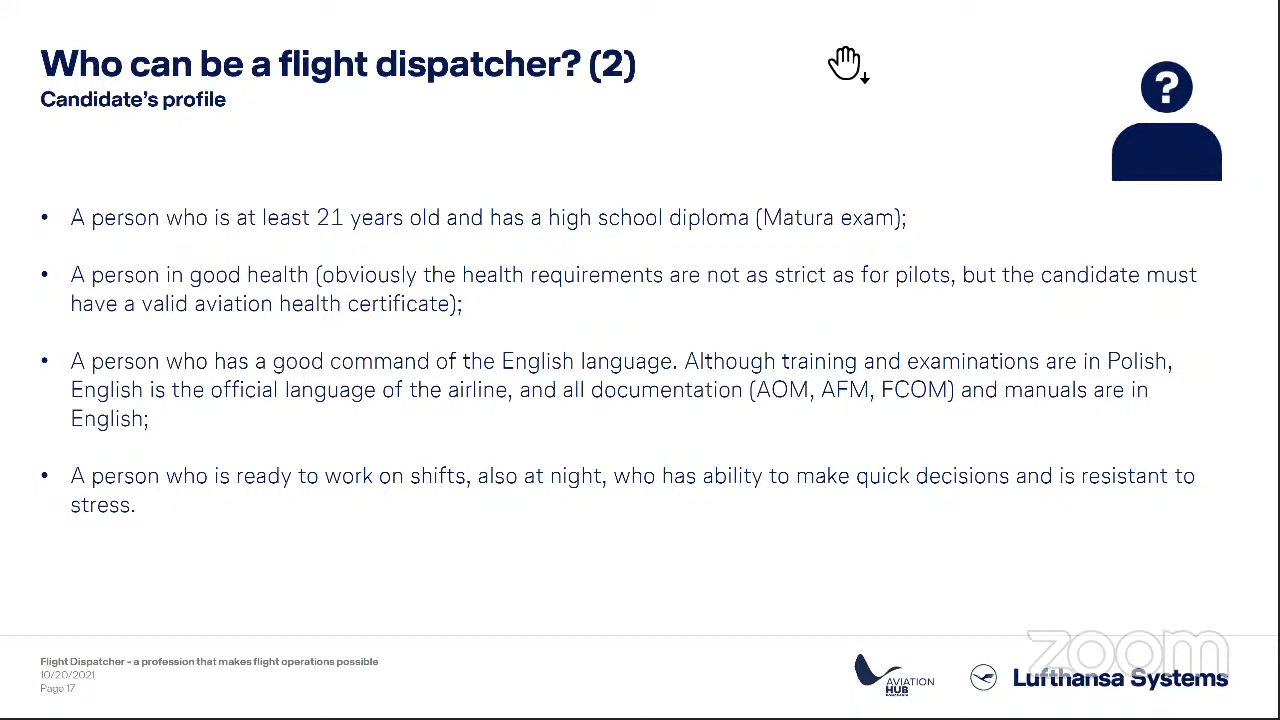 Who can be a flight dispatcher? (2)
Candidate's profile
?
• A person who is at least 21 years old and has a high school diploma (Matura exam);
• A person in good health (obviously the health requirements are not as strict as for pilots, but the candidate must
have a valid aviation health certificate);
• A person who has a good command of the English language. Although training and examinations are in Polish,
English is the official language of the airline, and all documentation (AOM, AFM, FCOM) and manuals are in
English;
• A person who is ready to work on shifts, also at night, who has ability to make quick decisions and is resistant to
stress.
Flight Dispatcher - a profession that makes flight operations possible
10/20/2021
Page 17
AVIATION
HUB
zoom
Lufthansa Systems